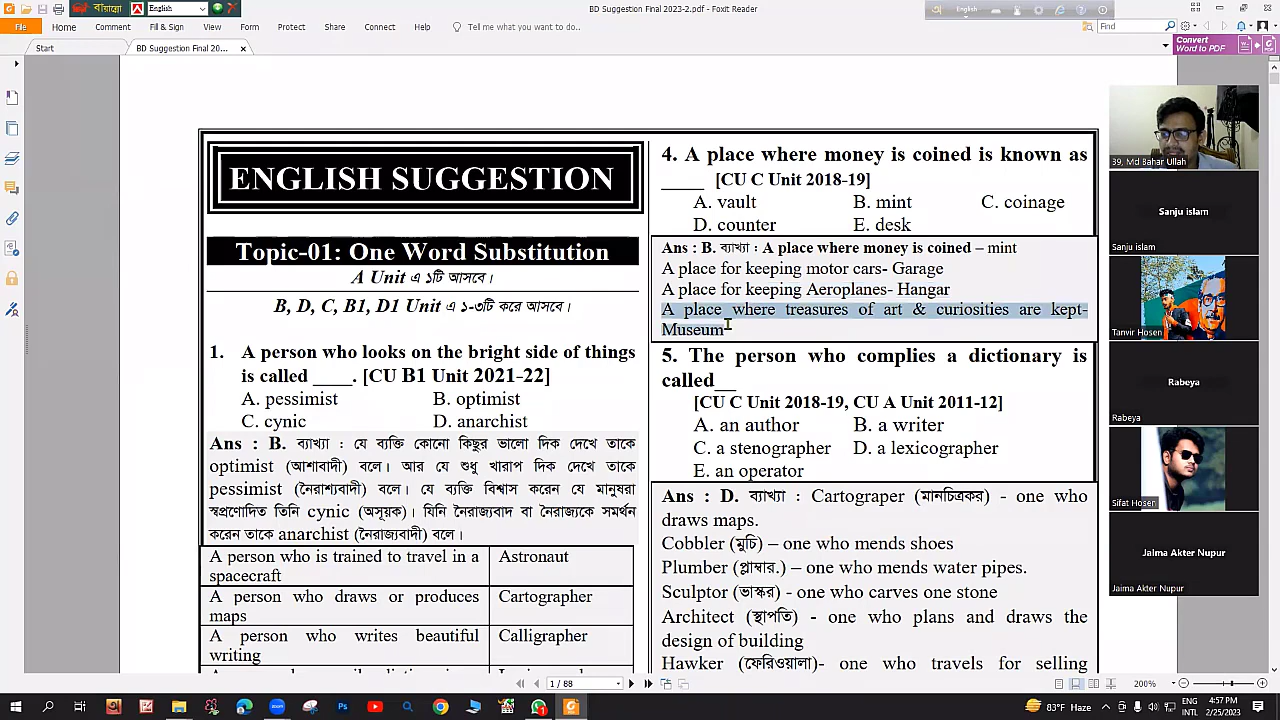 বায়ান্নো
English
BD Suggestion Final 2023-2.pdf - Foxit Reader
English
File
Home
Comment
Fill & Sign
View
Form
Protect
Share
Connect
Help
Tell me what you want to do..
Find
Start
BD Suggestion Final 20...
Convert
Word to PDF
ENGLISH SUGGESTION
Topic-01: One Word Substitution
A Unit এ ১টি আসবে।
B, D, C, B1, D1 Unit এ ১-৩টি করে আসবে।
1. A person who looks on the bright side of things
is called ____. [CU B1 Unit 2021-22]
A. pessimist B. optimist
C. cynic D. anarchist
Ans : B. ব্যাখ্যা : যে ব্যক্তি কোনো কিছুর ভালো দিক দেখে তাকে
optimist (আশাবাদী) বলে। আর যে শুধু খারাপ দিক দেখে তাকে
pessimist (নৈরাশ্যবাদী) বলে। যে ব্যক্তি বিশ্বাস করেন যে মানুষরা
স্বপ্রণোদিত তিনি cynic (অসূয়ক)। যিনি নৈরাজ্যবাদ বা নৈরাজ্যকে সমর্থন
করেন তাকে anarchist (নৈরাজ্যবাদী) বলে।
A person who is trained to travel in a
spacecraft
Astronaut
A person who draws or produces
maps
Cartographer
A person who writes beautiful
writing
Calligrapher
4. A place where money is coined is known as
____ [CU C Unit 2018-19]
A. vault B. mint C. coinage
D. counter E. desk
Ans : B. ব্যাখ্যা : A place where money is coined – mint
A place for keeping motor cars- Garage
A place for keeping Aeroplanes- Hangar
A place where treasures of art & curiosities are kept-
Museum
5. The person who complies a dictionary is
called__
[CU C Unit 2018-19, CU A Unit 2011-12]
A. an author B. a writer
C. a stenographer D. a lexicographer
E. an operator
Ans : D. ব্যাখ্যা : Cartograper (মানচিত্রকর) - one who
draws maps.
Cobbler (মুচি) – one who mends shoes
Plumber (প্লাম্বার.) – one who mends water pipes.
Sculptor (ভাস্কর) - one who carves one stone
Architect (স্থাপতি) - one who plans and draws the
design of building
Hawker (ফেরিওয়ালা)- one who travels for selling
39, Md Bahar Ullah
Sanju islam
Sanju islam
Tanvir Hosen
Rabeya
Rabeya
Sifat Hosen
Jaima Akter Nupur
Jaima Akter Nupur
1 / 88
200%
83°F Haze
ENG
INTL
4:57 PM
2/25/2023